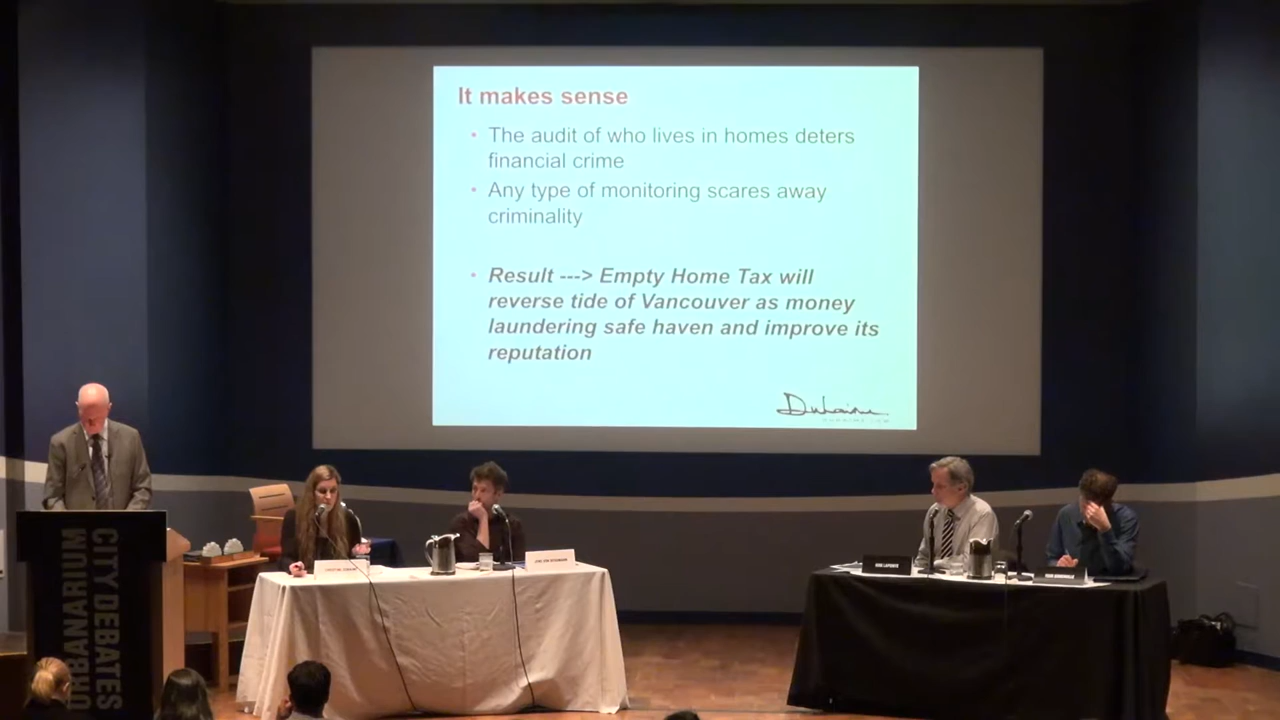 It makes sense
• The audit of who lives in homes deters
financial crime
• Any type of monitoring scares away
criminality
• Result ---> Empty Home Tax will
reverse tide of Vancouver as money
laundering safe haven and improve its
reputation
Duhaime
URBANARIUM
CITY DEBATES